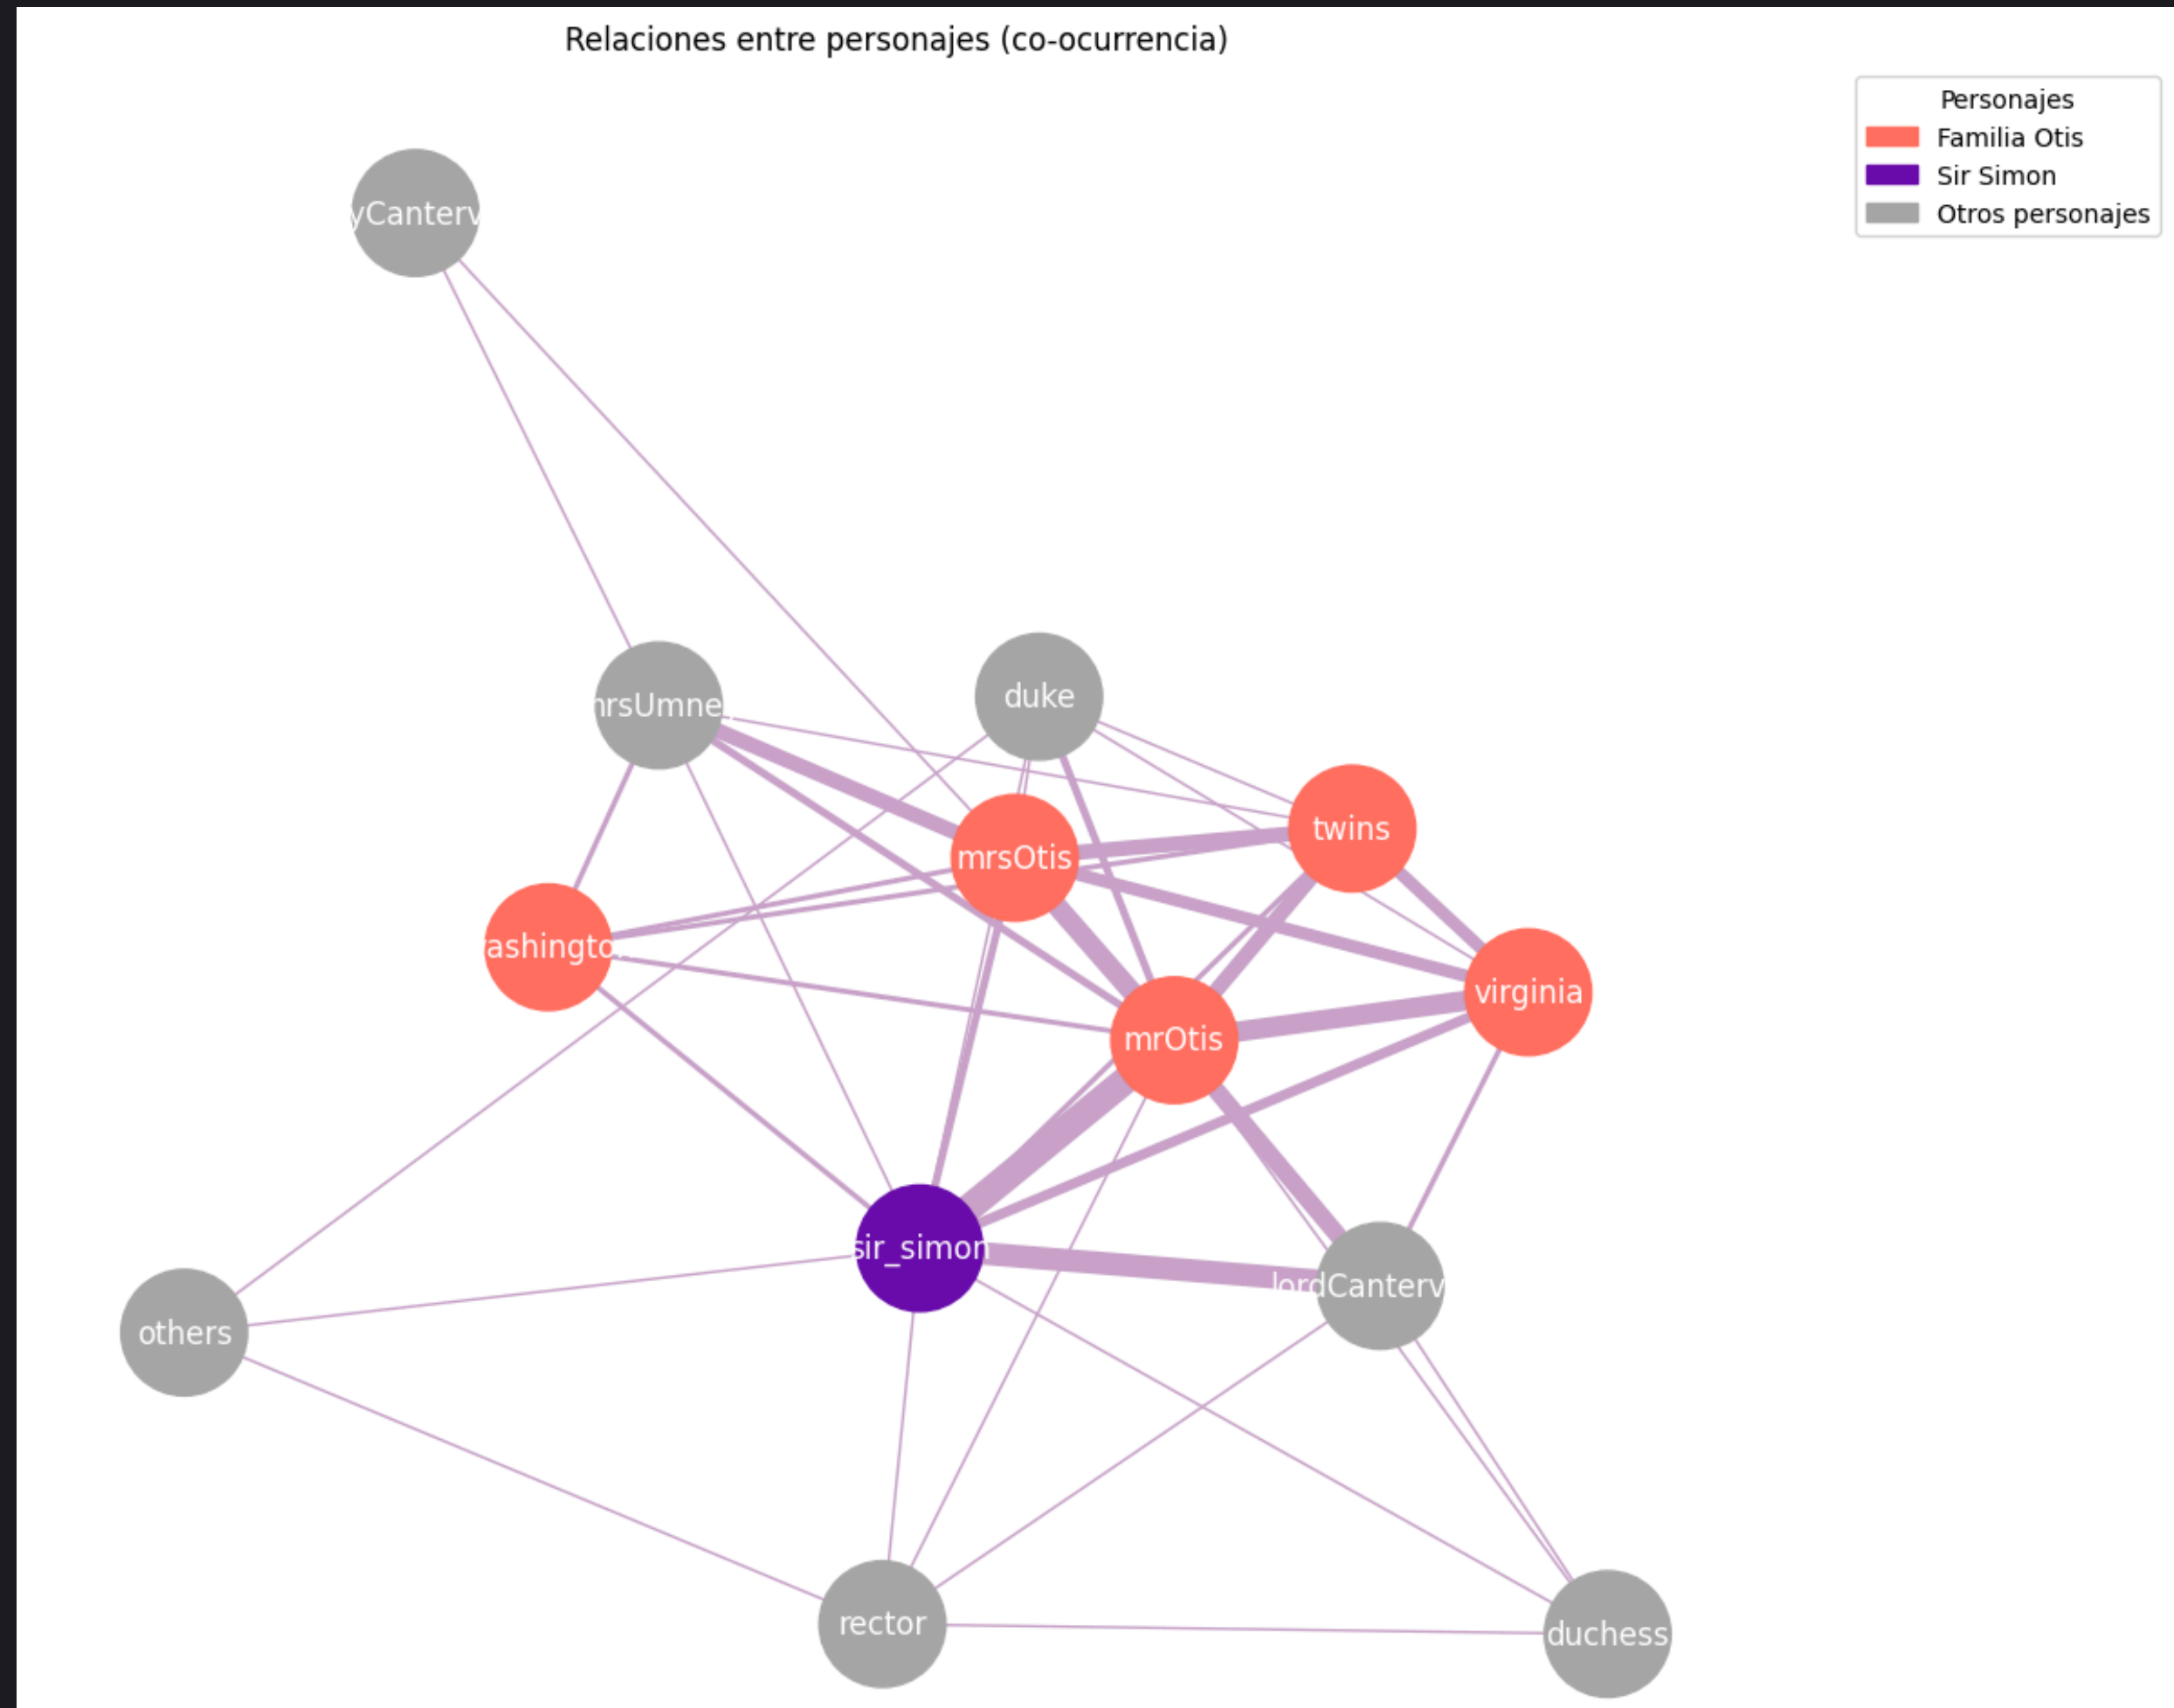 Relaciones entre personajes (co-ocurrencia)
Personajes
Familia Otis
Sir Simon
Otros personajes
yCanterv
mrsUmne
duke
twins
mrsOtis
ashingto
virginia
mrOtis
sir_simon
lordCanterv
others
rector
duchess